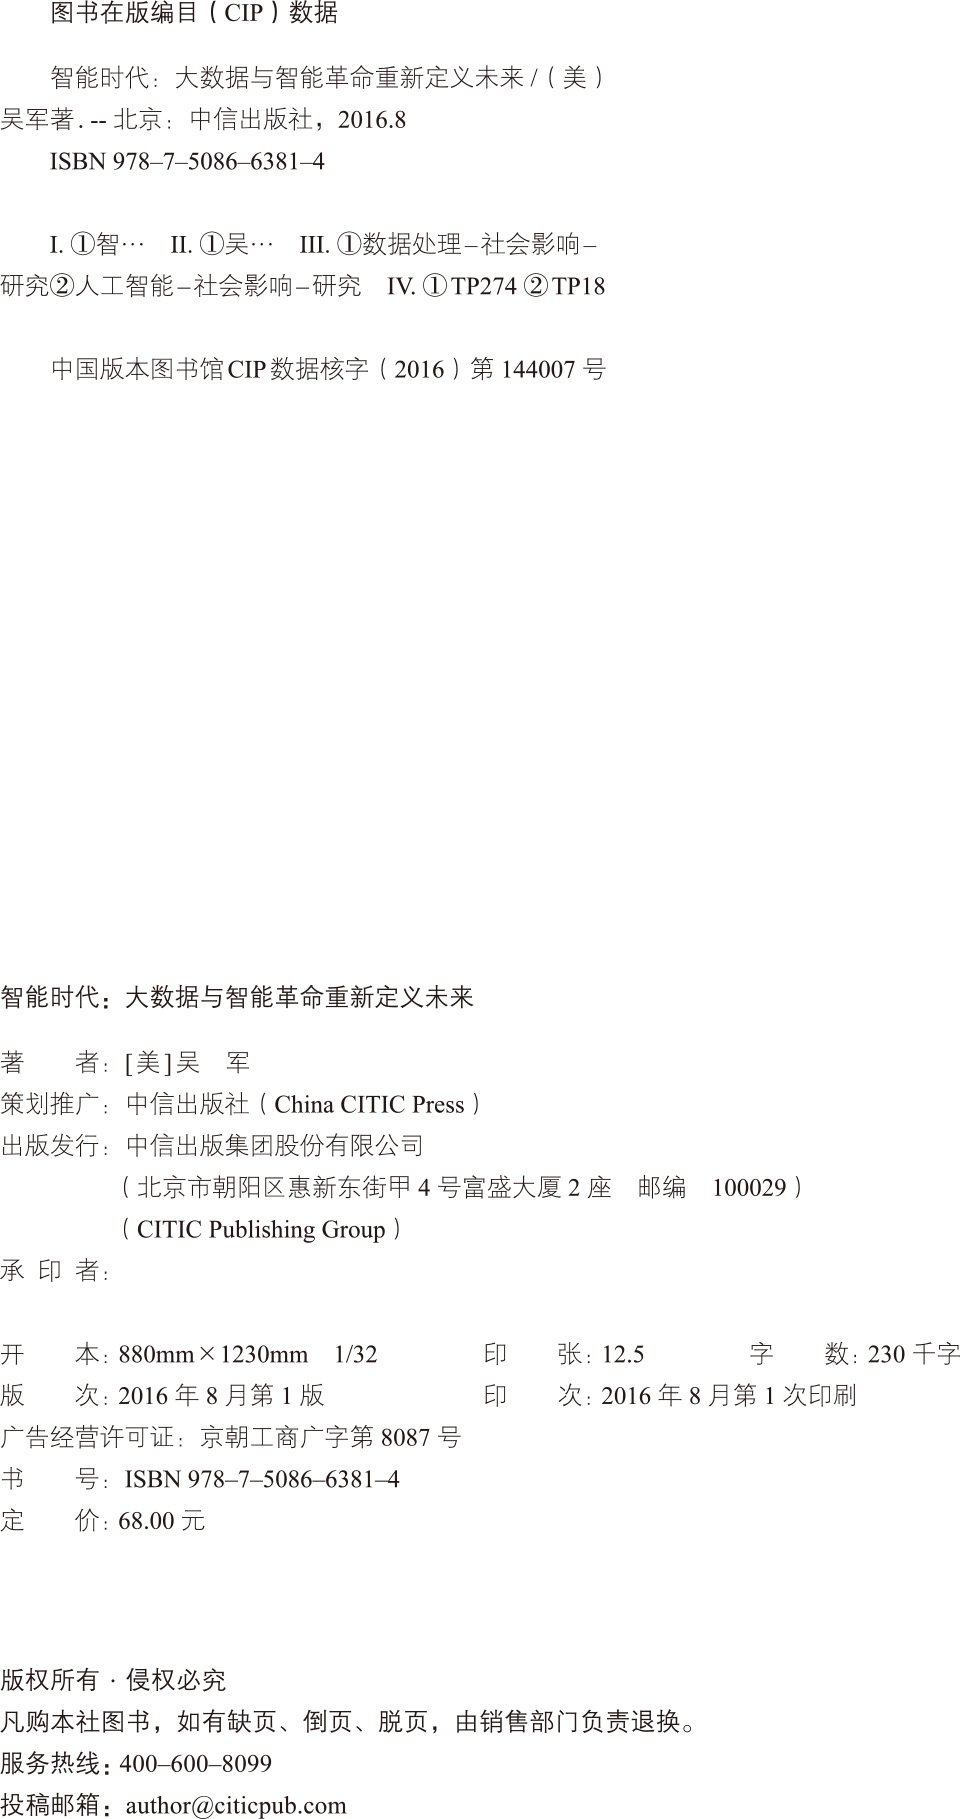 图书在版编目（CIP）数据
智能时代：大数据与智能革命重新定义未来 /（美）
吴军著 . -- 北京：中信出版社，2016.8
ISBN 978–7–5086–6381–4
I. ①智… II. ①吴… III. ①数据处理–社会影响–
研究②人工智能–社会影响–研究 IV. ①TP274 ②TP18
中国版本图书馆CIP数据核字（2016）第 144007 号
智能时代：大数据与智能革命重新定义未来
著 者：[美]吴 军
策划推广：中信出版社（China CITIC Press）
出版发行：中信出版集团股份有限公司
（北京市朝阳区惠新东街甲 4 号富盛大厦 2 座 邮编 100029）
（CITIC Publishing Group）
承 印 者：
开 本：880mm×1230mm 1/32 印 张：12.5 字 数：230 千字
版 次：2016 年 8 月第 1 版 印 次：2016 年 8 月第 1 次印刷
广告经营许可证：京朝工商广字第 8087 号
书 号：ISBN 978–7–5086–6381–4
定 价：68.00 元
版权所有 · 侵权必究
凡购本社图书，如有缺页、倒页、脱页，由销售部门负责退换。
服务热线：400–600–8099
投稿邮箱：author@citicpub.com